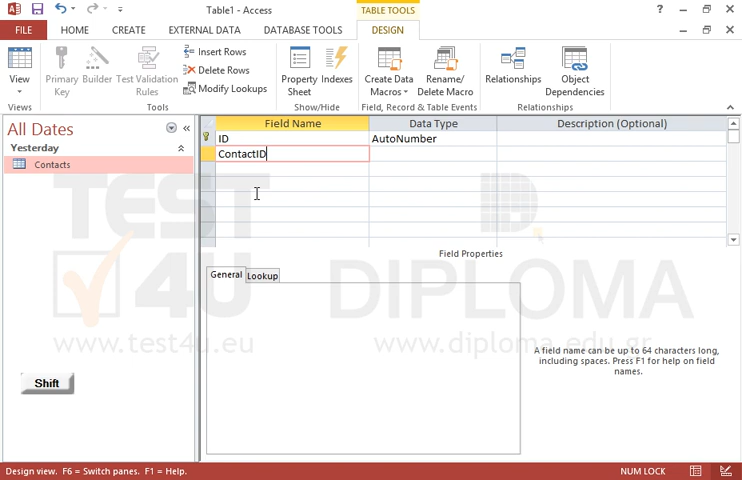 Table1 - Access
TABLE TOOLS
FILE HOME CREATE EXTERNAL DATA DATABASE TOOLS DESIGN
View
Primary Key
Builder
Test Validation Rules
Insert Rows
Delete Rows
Modify Lookups
Property Sheet
Indexes
Create Data Macros
Rename/ Delete Macro
Relationships
Object Dependencies
Views
Tools
Show/Hide
Field, Record & Table Events
Relationships
All Dates
Yesterday
Contacts
Field Name Data Type Description (Optional)
ID AutoNumber
ContactID
TEST 4U
DIPLOMA
www.test4u.eu
www.diploma.edu.gr
Field Properties
General Lookup
A field name can be up to 64 characters long,
including spaces. Press F1 for help on field
names.
Shift
Design view. F6 = Switch panes. F1 = Help.
NUM LOCK